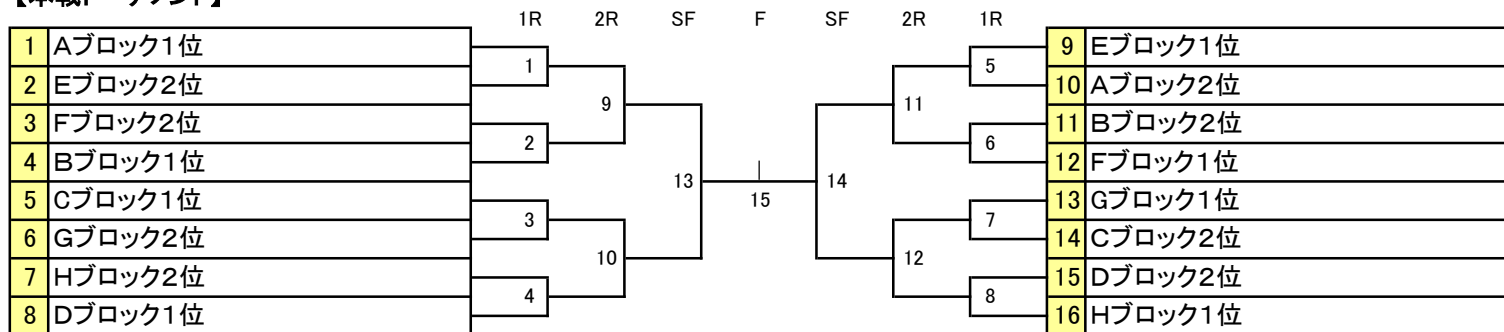 1R 2R SF F SF 2R 1R
1 Aブロック1位
2 Eブロック2位
3 Fブロック2位
4 Bブロック1位
5 Cブロック1位
6 Gブロック2位
7 Hブロック2位
8 Dブロック1位
1
2
3
4
9
10
13
15
14
11
12
5
6
7
8
9 Eブロック1位
10 Aブロック2位
11 Bブロック2位
12 Fブロック1位
13 Gブロック1位
14 Cブロック2位
15 Dブロック2位
16 Hブロック1位